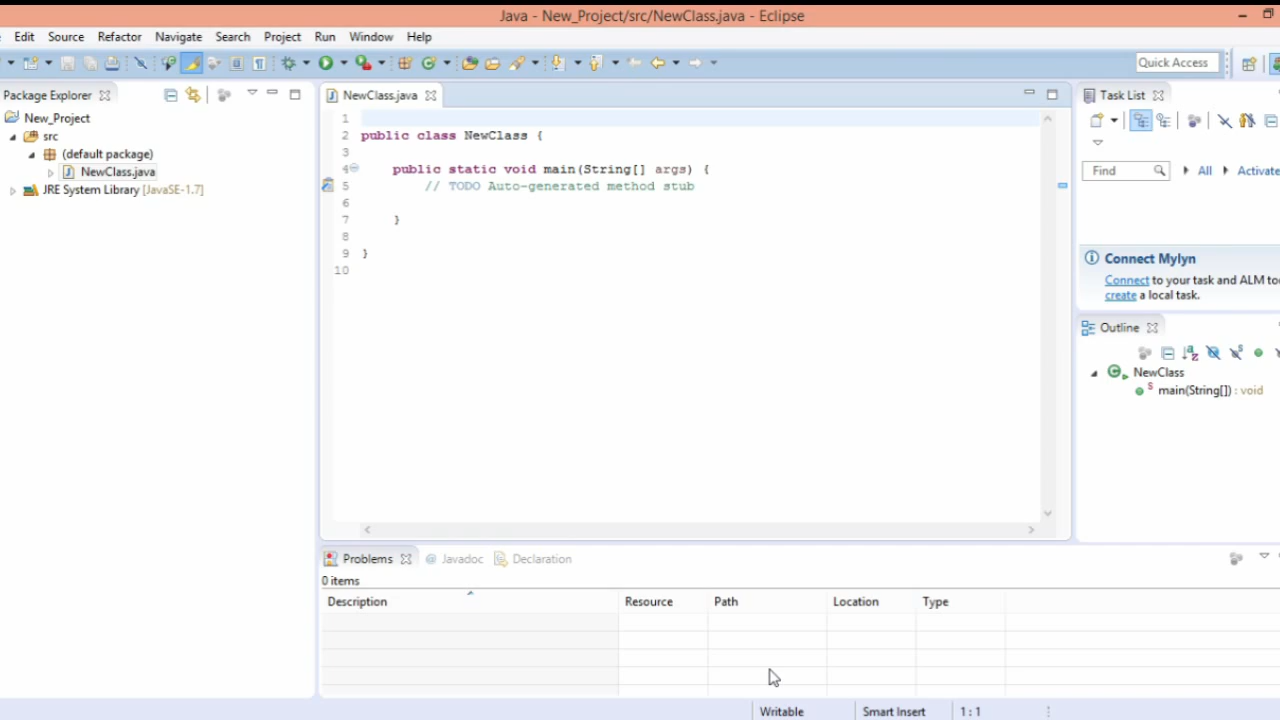 Java - New_Project/src/NewClass.java - Eclipse
Edit Source Refactor Navigate Search Project Run Window Help
Quick Access
Package Explorer
New_Project
src
(default package)
NewClass.java
JRE System Library [JavaSE-1.7]
NewClass.java
1
2 public class NewClass {
3
4 public static void main(String[] args) {
5 // TODO Auto-generated method stub
6
7 }
8
9 }
10
Task List
Find All Activate
Connect Mylyn
Connect to your task and ALM to
create a local task.
Outline
NewClass
main(String[]) : void
Problems Javadoc Declaration
0 items
Description Resource Path Location Type
Writable Smart Insert 1 : 1